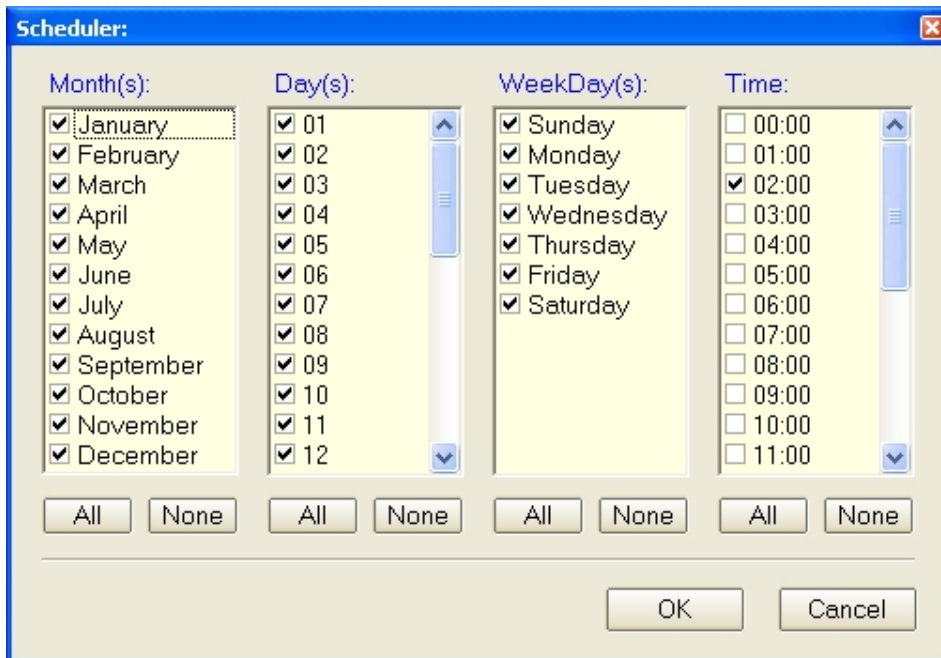 Scheduler:
Month(s): Day(s): WeekDay(s): Time:
January 01 Sunday 00:00
February 02 Monday 01:00
March 03 Tuesday 02:00
April 04 Wednesday 03:00
May 05 Thursday 04:00
June 06 Friday 05:00
July 07 Saturday 06:00
August 08 07:00
September 09 08:00
October 10 09:00
November 11 10:00
December 12 11:00
All None All None All None All None
OK Cancel